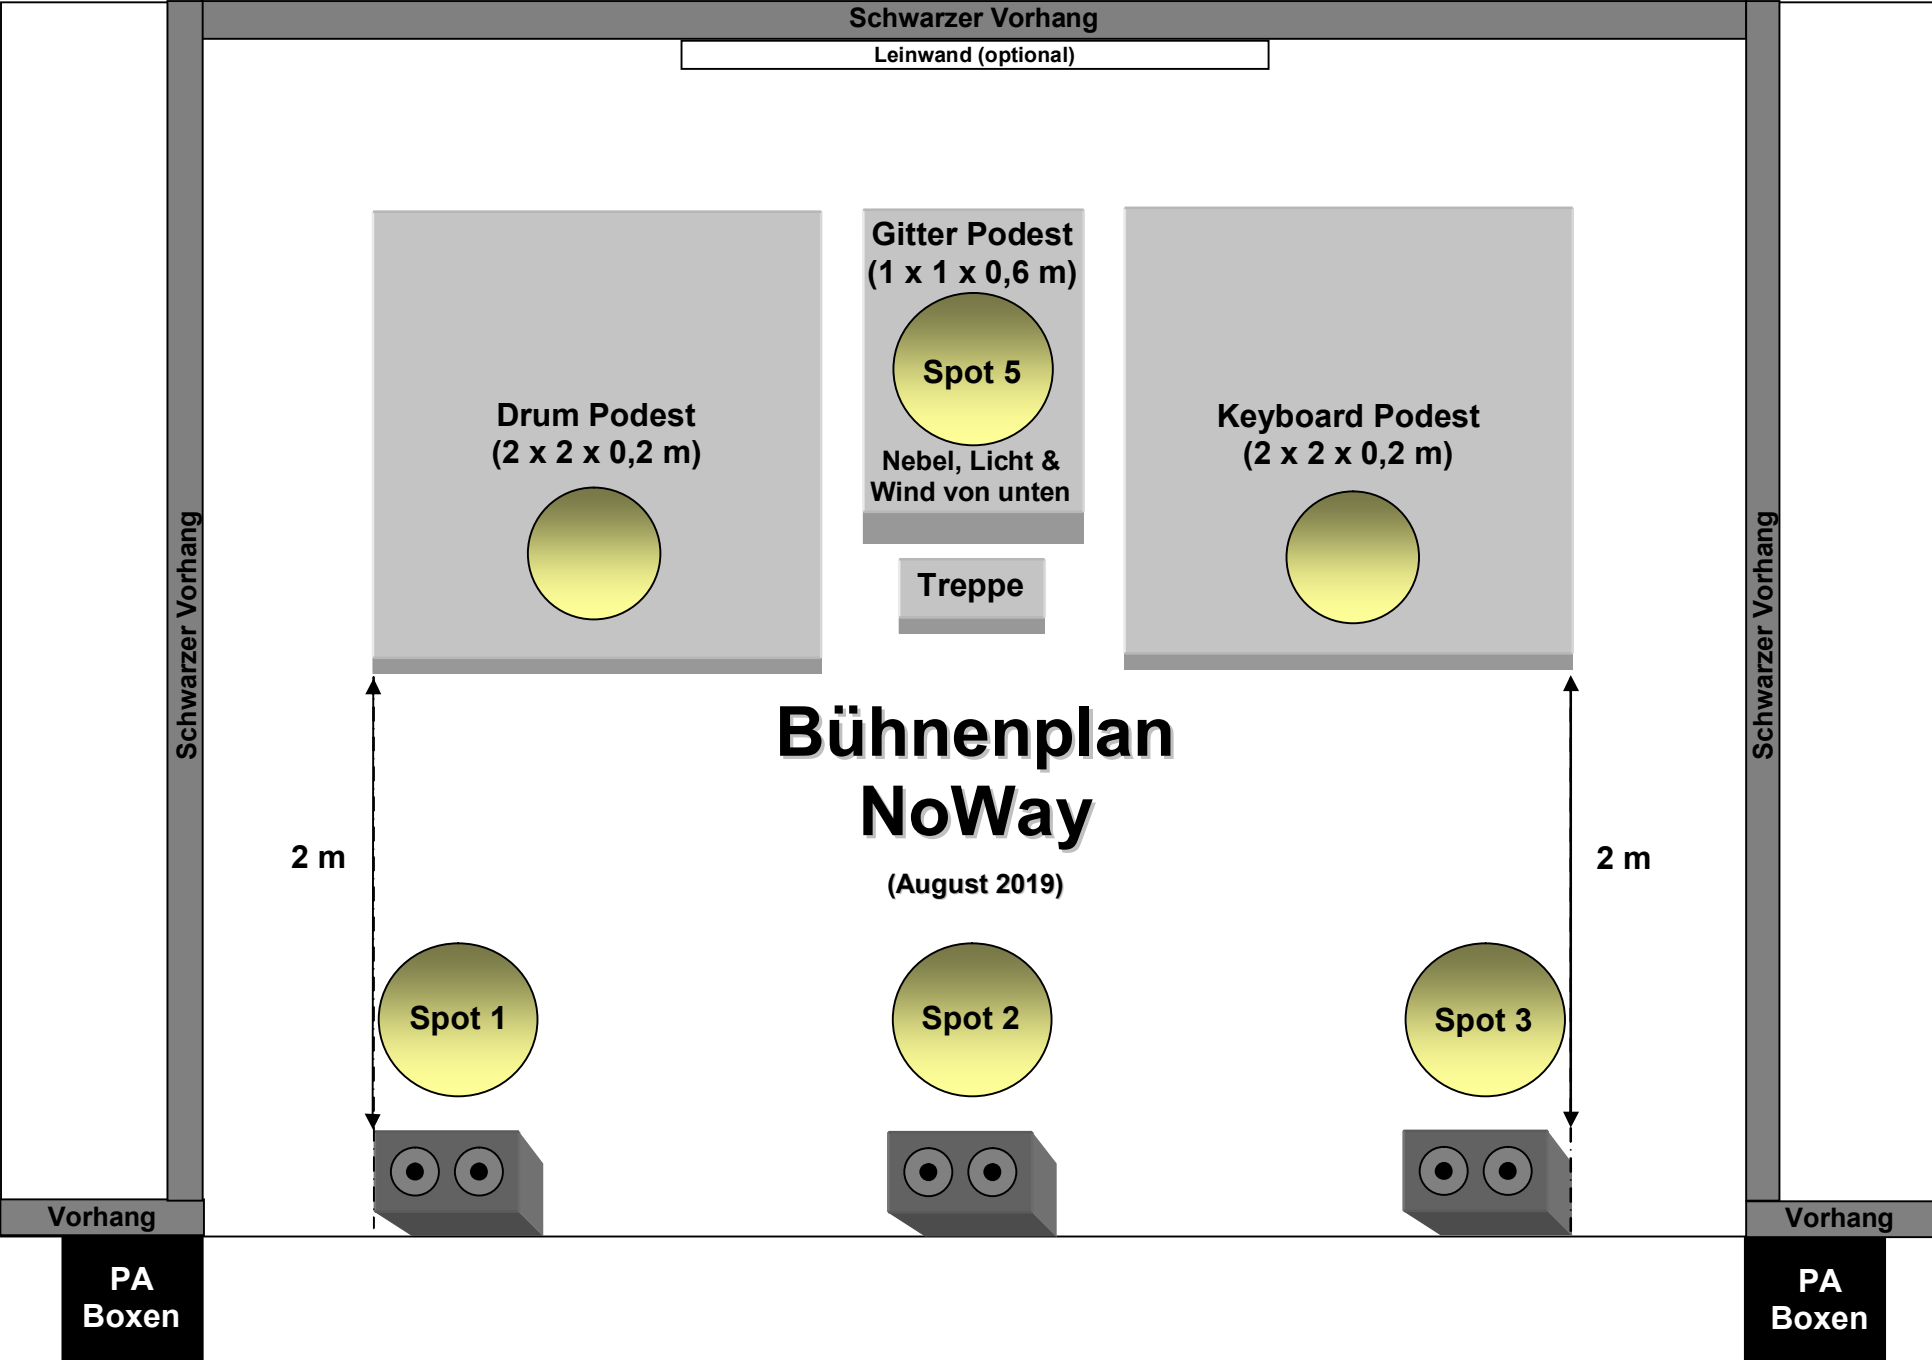 Schwarzer Vorhang
Leinwand (optional)
Gitter Podest
(1 x 1 x 0,6 m)
Spot 5
Nebel, Licht &
Wind von unten
Drum Podest
(2 x 2 x 0,2 m)
Keyboard Podest
(2 x 2 x 0,2 m)
Treppe
Schwarzer Vorhang
Schwarzer Vorhang
Bühnenplan
NoWay
(August 2019)
2 m
2 m
Spot 1
Spot 2
Spot 3
Vorhang
Vorhang
PA
Boxen
PA
Boxen